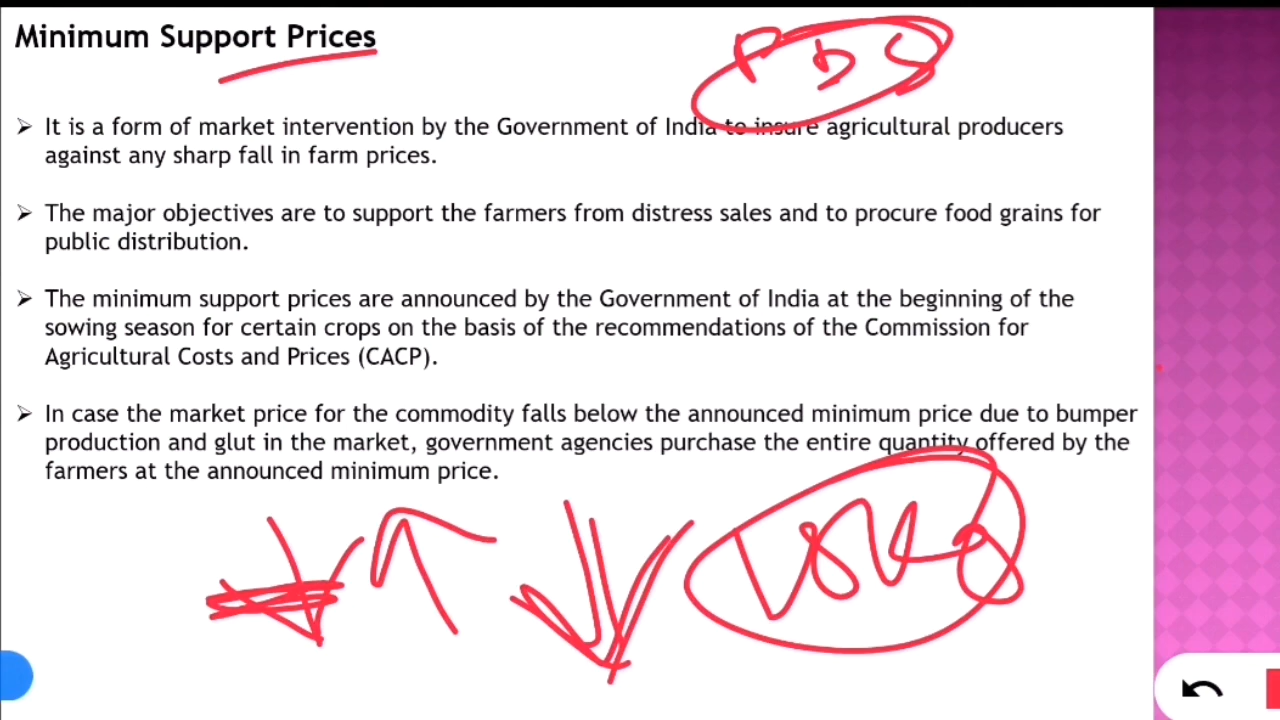 Minimum Support Prices
PDS
➢ It is a form of market intervention by the Government of India to insure agricultural producers
against any sharp fall in farm prices.
➢ The major objectives are to support the farmers from distress sales and to procure food grains for
public distribution.
➢ The minimum support prices are announced by the Government of India at the beginning of the
sowing season for certain crops on the basis of the recommendations of the Commission for
Agricultural Costs and Prices (CACP).
➢ In case the market price for the commodity falls below the announced minimum price due to bumper
production and glut in the market, government agencies purchase the entire quantity offered by the
farmers at the announced minimum price.